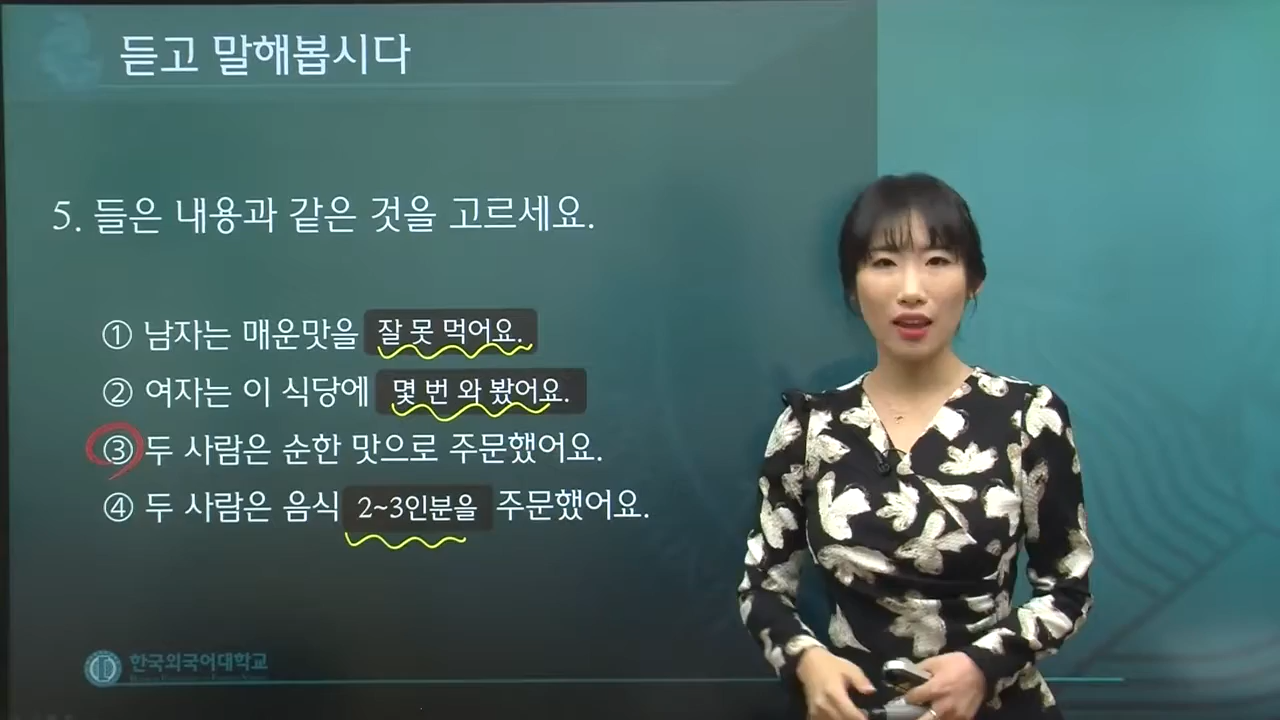 듣고 말해봅시다
5. 들은 내용과 같은 것을 고르세요.
① 남자는 매운맛을 잘 못 먹어요.
② 여자는 이 식당에 몇 번 와 봤어요.
③ 두 사람은 순한 맛으로 주문했어요.
④ 두 사람은 음식 2~3인분을 주문했어요.
한국외국어대학교